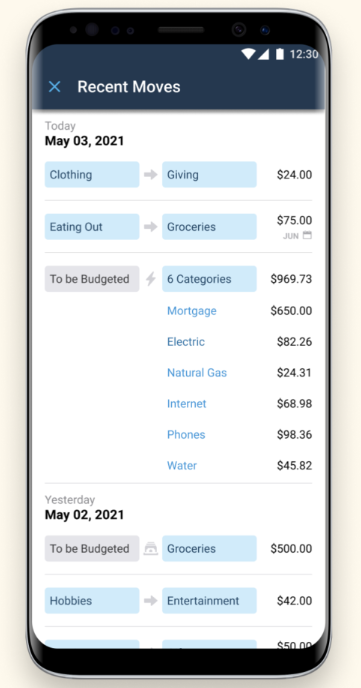 12:30
Recent Moves
Today
May 03, 2021
Clothing Giving $24.00
Eating Out Groceries $75.00
JUN
To be Budgeted 6 Categories $969.73
Mortgage $650.00
Electric $82.26
Natural Gas $24.31
Internet $68.98
Phones $98.36
Water $45.82
Yesterday
May 02, 2021
To be Budgeted Groceries $500.00
Hobbies Entertainment $42.00
$50.00